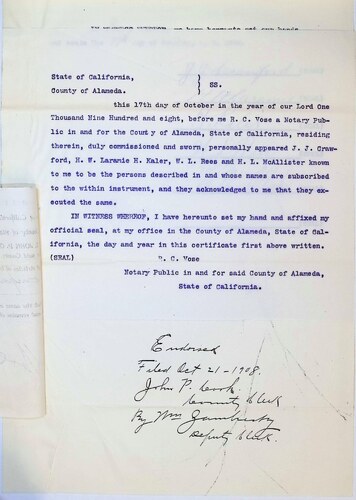 State of California,
County of Alameda.
} SS.
this 17th day of October in the year of our Lord One
Thousand Nine Hundred and eight, before me R. C. Vose a Notary Pub-
lic in and for the County of Alameda, State of California, residing
therein, duly commissioned and sworn, personally appeared J. J. Craw-
ford, H. W. Laramie H. Kaler, W. L. Rees and H. L. McAllister known
to me to be the persons described in and whose names are subscribed
to the within instrument, and they acknowledged to me that they ex-
ecuted the same.
IN WITNESS WHEREOF, I have hereunto set my hand and affixed my
official seal, at my office in the County of Alameda, State of Cal-
ifornia, the day and year in this certificate first above written.
(SEAL) R. C. Vose
Notary Public in and for said County of Alameda,
State of California.
Endorsed
Filed Oct 21-1908.
John P. Cook
County Clerk
By Wm
Deputy Clerk.